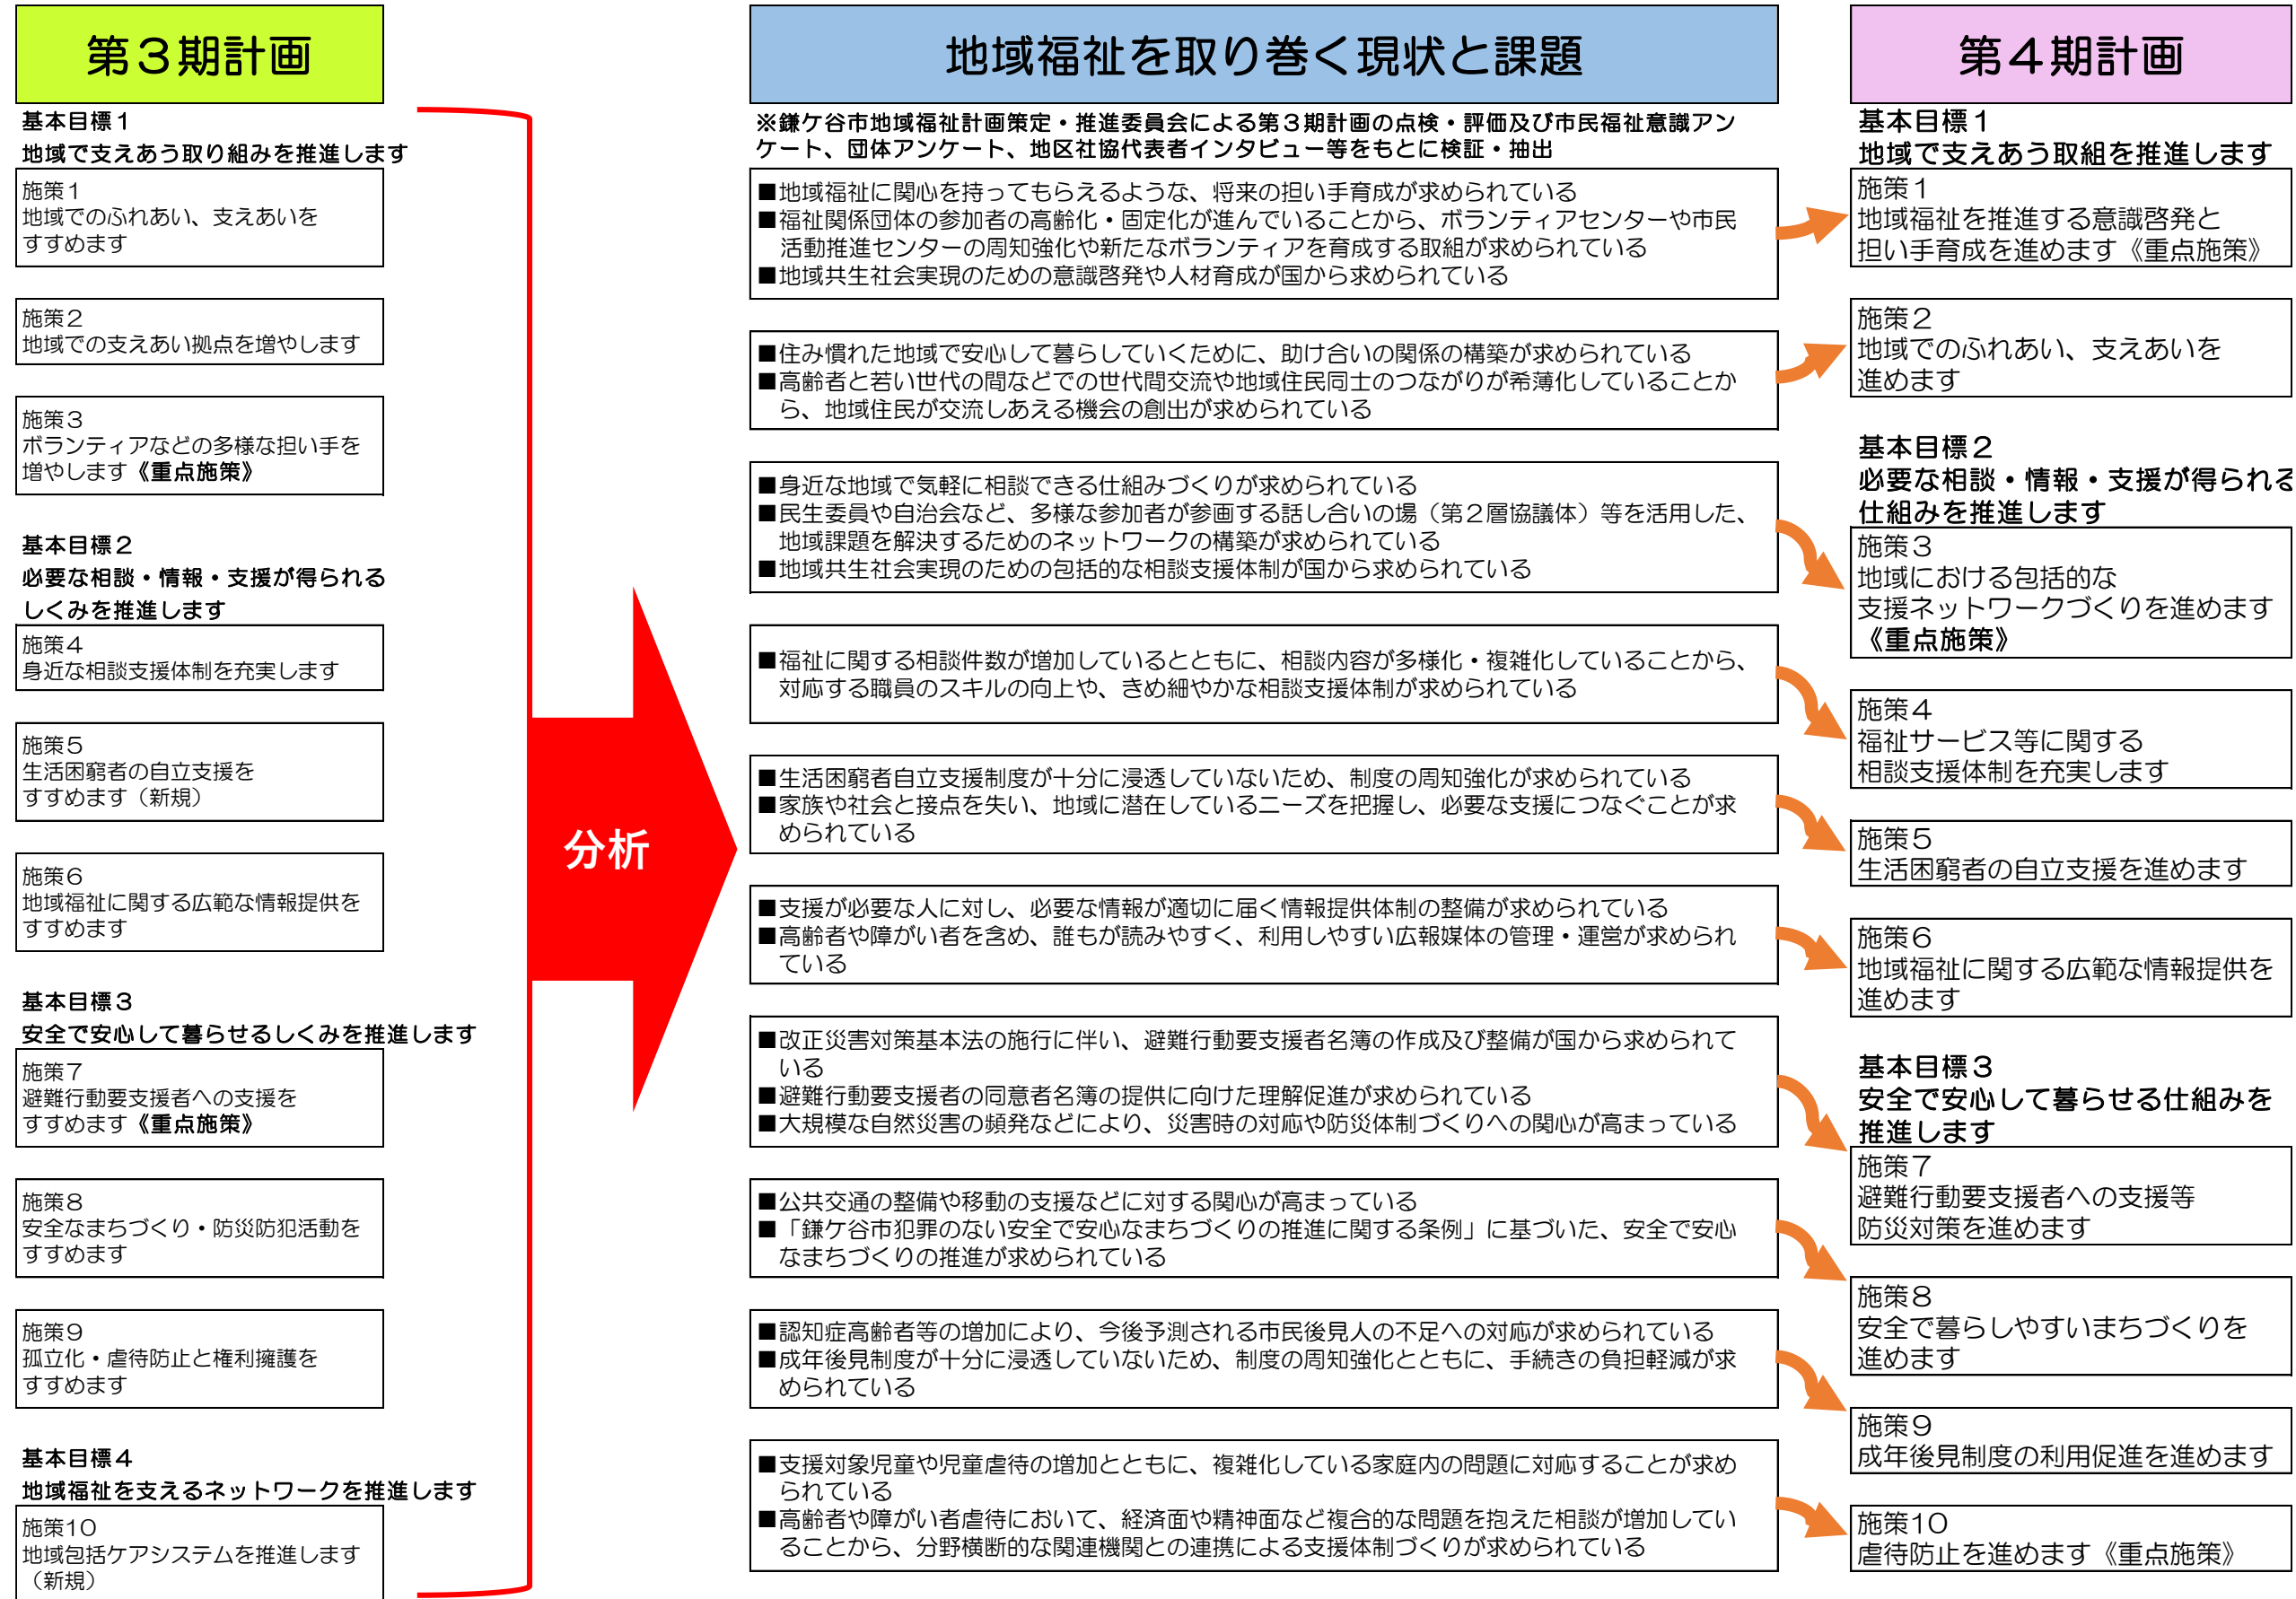 第３期計画
基本目標１
地域で支えあう取り組みを推進します
施策１
地域でのふれあい、支えあいを
すすめます
施策２
地域での支えあい拠点を増やします
施策３
ボランティアなどの多様な担い手を
増やします《重点施策》
基本目標２
必要な相談・情報・支援が得られる
しくみを推進します
施策４
身近な相談支援体制を充実します
施策５
生活困窮者の自立支援を
すすめます（新規）
施策６
地域福祉に関する広範な情報提供を
すすめます
基本目標３
安全で安心して暮らせるしくみを推進します
施策７
避難行動要支援者への支援を
すすめます《重点施策》
施策８
安全なまちづくり・防災防犯活動を
すすめます
施策９
孤立化・虐待防止と権利擁護を
すすめます
基本目標４
地域福祉を支えるネットワークを推進します
施策１０
地域包括ケアシステムを推進します
（新規）
分析
地域福祉を取り巻く現状と課題
※鎌ケ谷市地域福祉計画策定・推進委員会による第３期計画の点検・評価及び市民福祉意識アン
ケート、団体アンケート、地区社協代表者インタビュー等をもとに検証・抽出
■地域福祉に関心を持ってもらえるような、将来の担い手育成が求められている
■福祉関係団体の参加者の高齢化・固定化が進んでいることから、ボランティアセンターや市民
活動推進センターの周知強化や新たなボランティアを育成する取組が求められている
■地域共生社会実現のための意識啓発や人材育成が国から求められている
■住み慣れた地域で安心して暮らしていくために、助け合いの関係の構築が求められている
■高齢者と若い世代の間などでの世代間交流や地域住民同士のつながりが希薄化していることか
ら、地域住民が交流しあえる機会の創出が求められている
■身近な地域で気軽に相談できる仕組みづくりが求められている
■民生委員や自治会など、多様な参加者が参画する話し合いの場（第２層協議体）等を活用した、
地域課題を解決するためのネットワークの構築が求められている
■地域共生社会実現のための包括的な相談支援体制が国から求められている
■福祉に関する相談件数が増加しているとともに、相談内容が多様化・複雑化していることから、
対応する職員のスキルの向上や、きめ細やかな相談支援体制が求められている
■生活困窮者自立支援制度が十分に浸透していないため、制度の周知強化が求められている
■家族や社会と接点を失い、地域に潜在しているニーズを把握し、必要な支援につなぐことが求
められている
■支援が必要な人に対し、必要な情報が適切に届く情報提供体制の整備が求められている
■高齢者や障がい者を含め、誰もが読みやすく、利用しやすい広報媒体の管理・運営が求められ
ている
■改正災害対策基本法の施行に伴い、避難行動要支援者名簿の作成及び整備が国から求められて
いる
■避難行動要支援者の同意者名簿の提供に向けた理解促進が求められている
■大規模な自然災害の頻発などにより、災害時の対応や防災体制づくりへの関心が高まっている
■公共交通の整備や移動の支援などに対する関心が高まっている
■「鎌ケ谷市犯罪のない安全で安心なまちづくりの推進に関する条例」に基づいた、安全で安心
なまちづくりの推進が求められている
■認知症高齢者等の増加により、今後予測される市民後見人の不足への対応が求められている
■成年後見制度が十分に浸透していないため、制度の周知強化とともに、手続きの負担軽減が求
められている
■支援対象児童や児童虐待の増加とともに、複雑化している家庭内の問題に対応することが求め
られている
■高齢者や障がい者虐待において、経済面や精神面など複合的な問題を抱えた相談が増加してい
ることから、分野横断的な関連機関との連携による支援体制づくりが求められている
第４期計画
基本目標１
地域で支えあう取組を推進します
施策１
地域福祉を推進する意識啓発と
担い手育成を進めます《重点施策》
施策２
地域でのふれあい、支えあいを
進めます
基本目標２
必要な相談・情報・支援が得られる
仕組みを推進します
施策３
地域における包括的な
支援ネットワークづくりを進めます
《重点施策》
施策４
福祉サービス等に関する
相談支援体制を充実します
施策５
生活困窮者の自立支援を進めます
施策６
地域福祉に関する広範な情報提供を
進めます
基本目標３
安全で安心して暮らせる仕組みを
推進します
施策７
避難行動要支援者への支援等
防災対策を進めます
施策８
安全で暮らしやすいまちづくりを
進めます
施策９
成年後見制度の利用促進を進めます
施策１０
虐待防止を進めます《重点施策》